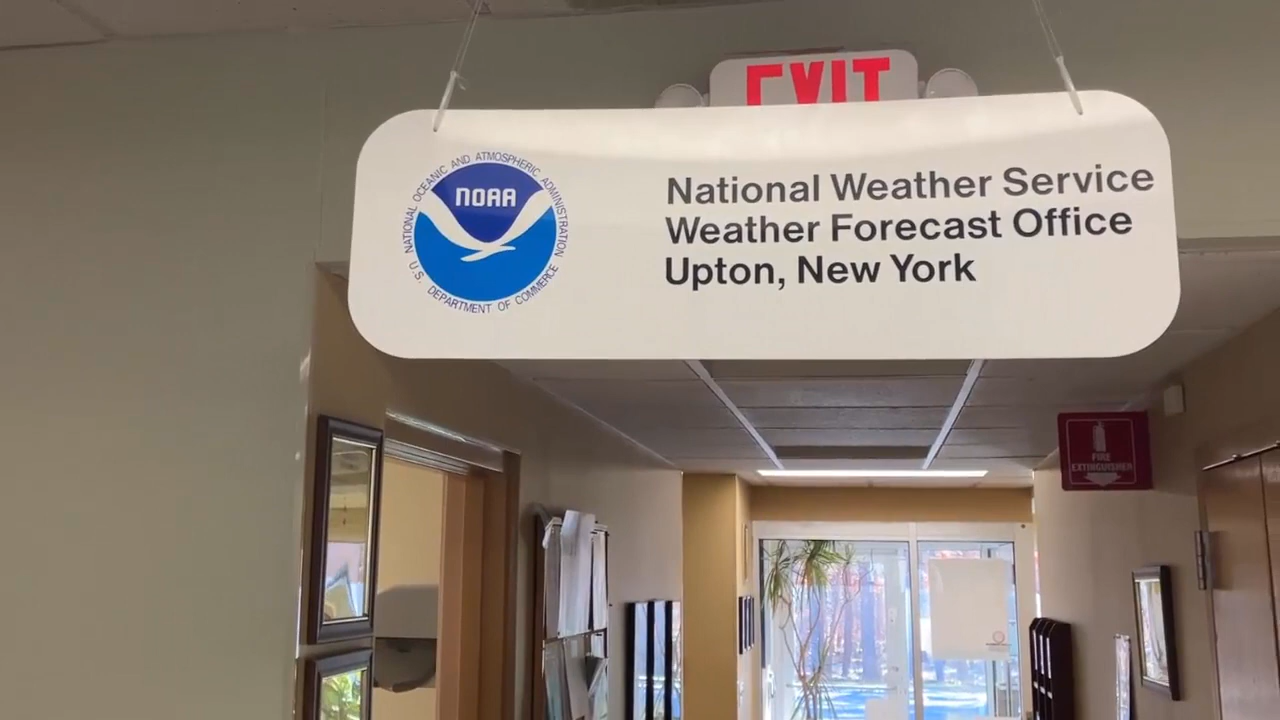 EXIT
NOAA
NATIONAL OCEANIC AND ATMOSPHERIC ADMINISTRATION
U.S. DEPARTMENT OF COMMERCE
National Weather Service
Weather Forecast Office
Upton, New York
FIRE
EXTINGUISHER